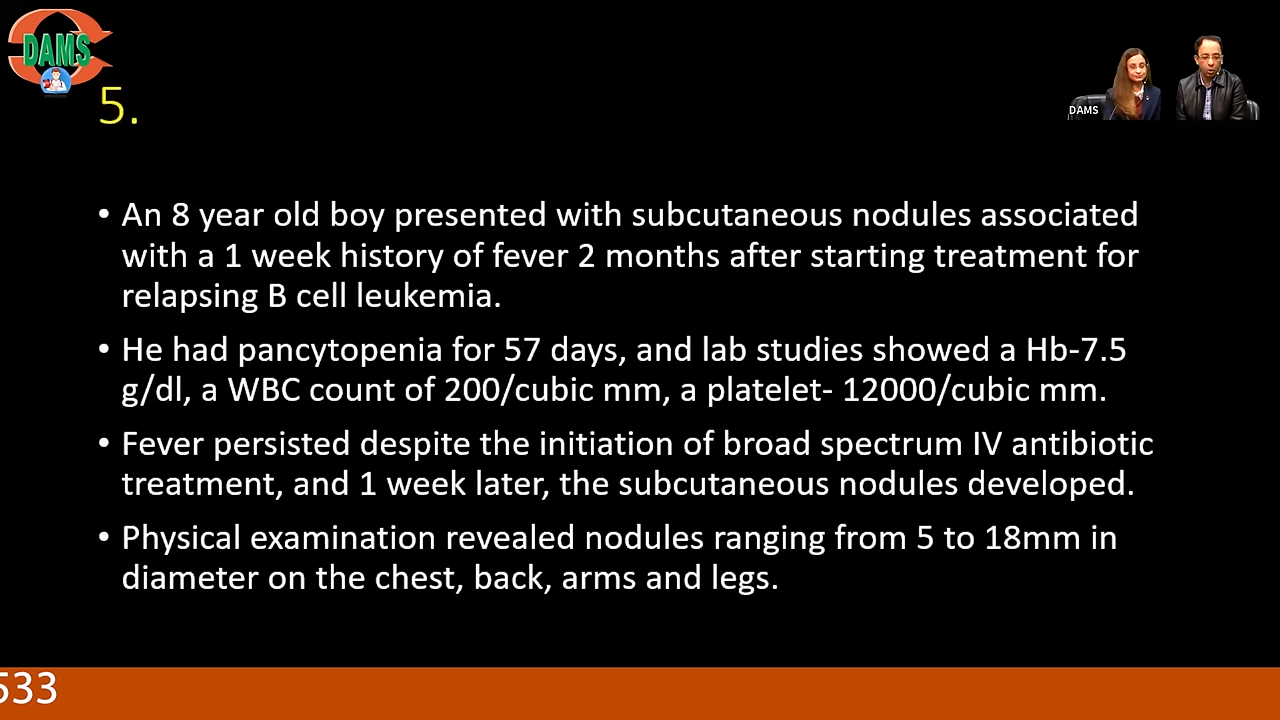 DAMS
DAMS
5.
• An 8 year old boy presented with subcutaneous nodules associated
with a 1 week history of fever 2 months after starting treatment for
relapsing B cell leukemia.
• He had pancytopenia for 57 days, and lab studies showed a Hb-7.5
g/dl, a WBC count of 200/cubic mm, a platelet- 12000/cubic mm.
• Fever persisted despite the initiation of broad spectrum IV antibiotic
treatment, and 1 week later, the subcutaneous nodules developed.
• Physical examination revealed nodules ranging from 5 to 18mm in
diameter on the chest, back, arms and legs.
533